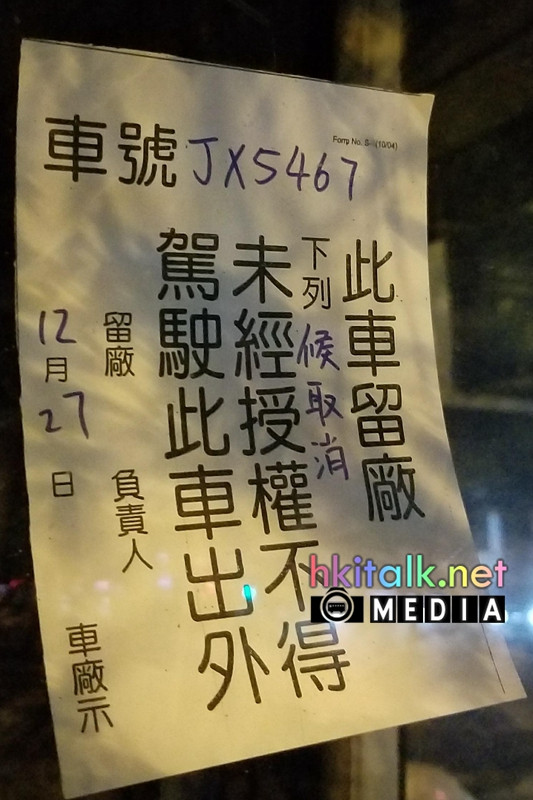 車號 JX5467
Form No. S- (10/04)
此車留廠
下列 候取消
未經授權不得
駕駛此車出外
留廠 負責人
12月27日
車廠示
hkitalk.net
MEDIA